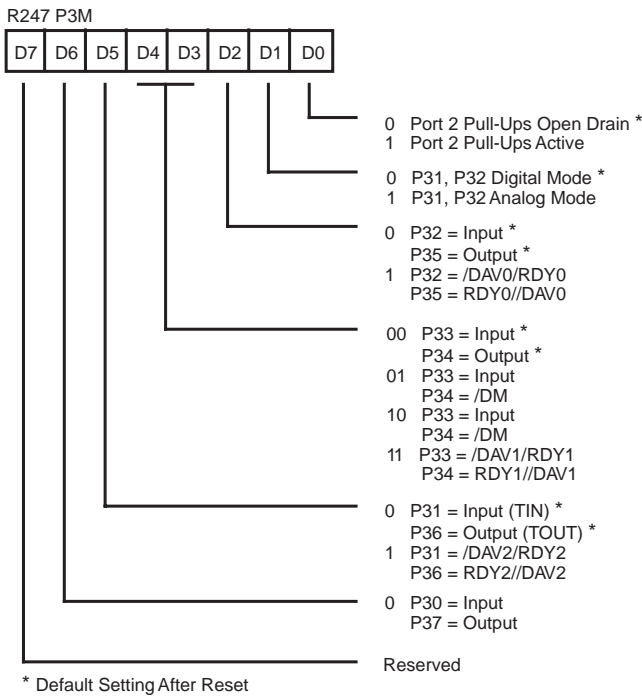 R247 P3M
D7 D6 D5 D4 D3 D2 D1 D0
0 Port 2 Pull-Ups Open Drain *
1 Port 2 Pull-Ups Active
0 P31, P32 Digital Mode *
1 P31, P32 Analog Mode
0 P32 = Input *
P35 = Output *
1 P32 = /DAV0/RDY0
P35 = RDY0//DAV0
00 P33 = Input *
P34 = Output *
01 P33 = Input
P34 = /DM
10 P33 = Input
P34 = /DM
11 P33 = /DAV1/RDY1
P34 = RDY1//DAV1
0 P31 = Input (TIN) *
P36 = Output (TOUT) *
1 P31 = /DAV2/RDY2
P36 = RDY2//DAV2
0 P30 = Input
P37 = Output
Reserved
* Default Setting After Reset